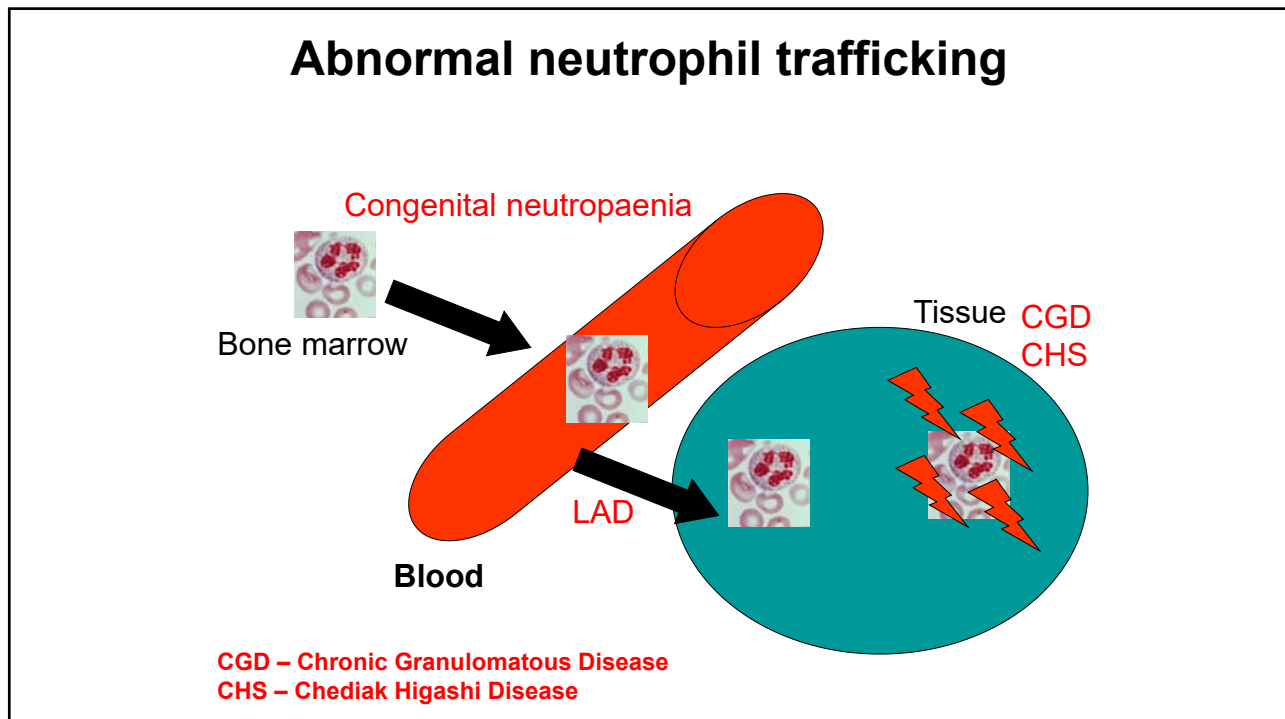 Abnormal neutrophil trafficking
Congenital neutropaenia
Bone marrow
Tissue
CGD
CHS
LAD
Blood
CGD – Chronic Granulomatous Disease
CHS – Chediak Higashi Disease